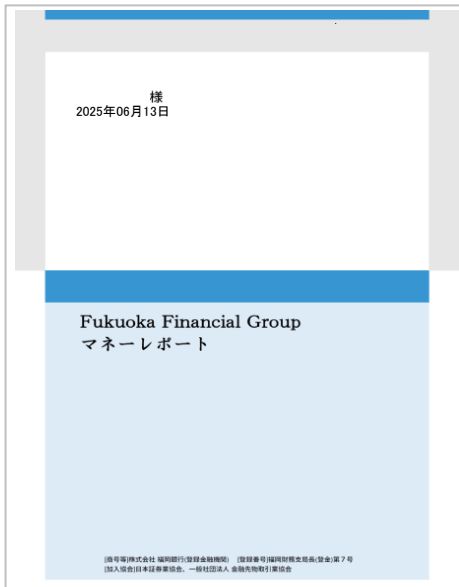 様
2025年06月13日
Fukuoka Financial Group
マネーレポート
[商号等]株式会社 福岡銀行(登録金融機関) [登録番号]福岡財務支局長(登金)第7号
[加入協会]日本証券業協会、一般社団法人 金融先物取引業協会